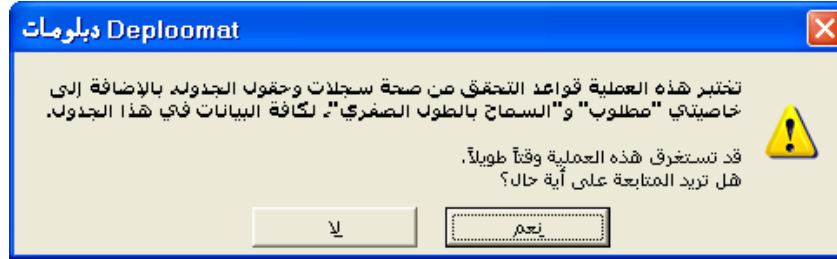 Deploomat دبلومات
تختبر هذه العملية قواعد التحقق من صحة سجلات وحقول الجدول، بالإضافة إلى
خاصيتي "مطلوب" و"السماح بالطول الصفري"، لكافة البيانات في هذا الجدول.
قد تستغرق هذه العملية وقتاً طويلاً.
هل تريد المتابعة على أية حال؟
نعم
لا